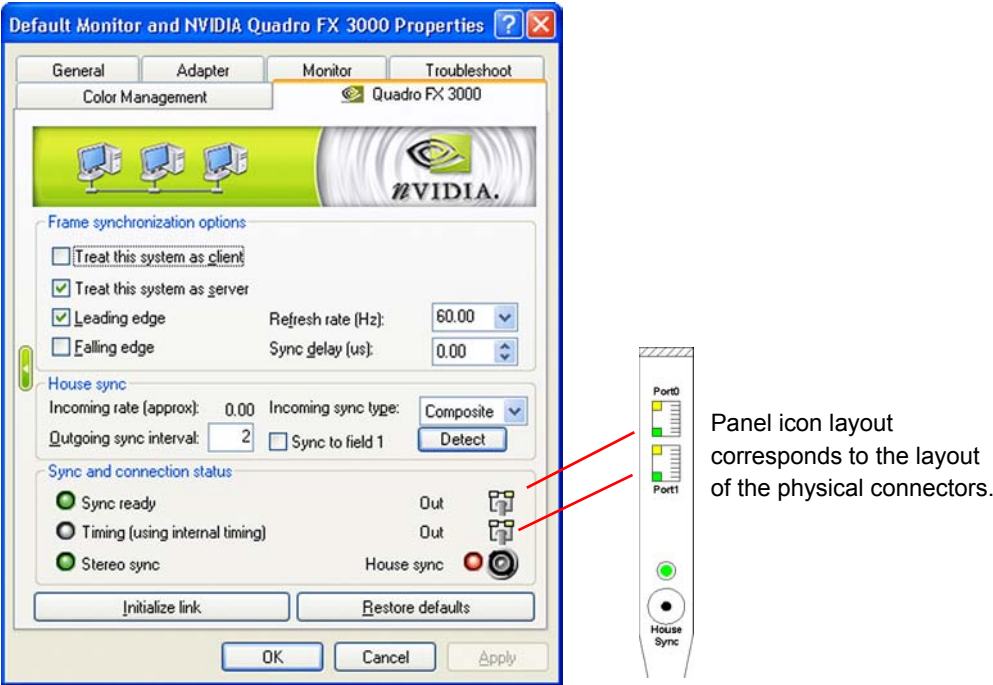 Default Monitor and NVIDIA Quadro FX 3000 Properties
General Adapter Monitor Troubleshoot
Color Management Quadro FX 3000
nVIDIA.
Frame synchronization options
Treat this system as client
Treat this system as server
Leading edge Refresh rate (Hz): 60.00
Falling edge Sync delay (us): 0.00
House sync
Incoming rate (approx): 0.00 Incoming sync type: Composite
Outgoing sync interval: 2 Sync to field 1 Detect
Sync and connection status
Sync ready Out
Timing (using internal timing) Out
Stereo sync House sync
Initialize link Restore defaults
OK Cancel Apply
Port0
Port1
House
Sync
Panel icon layout
corresponds to the layout
of the physical connectors.